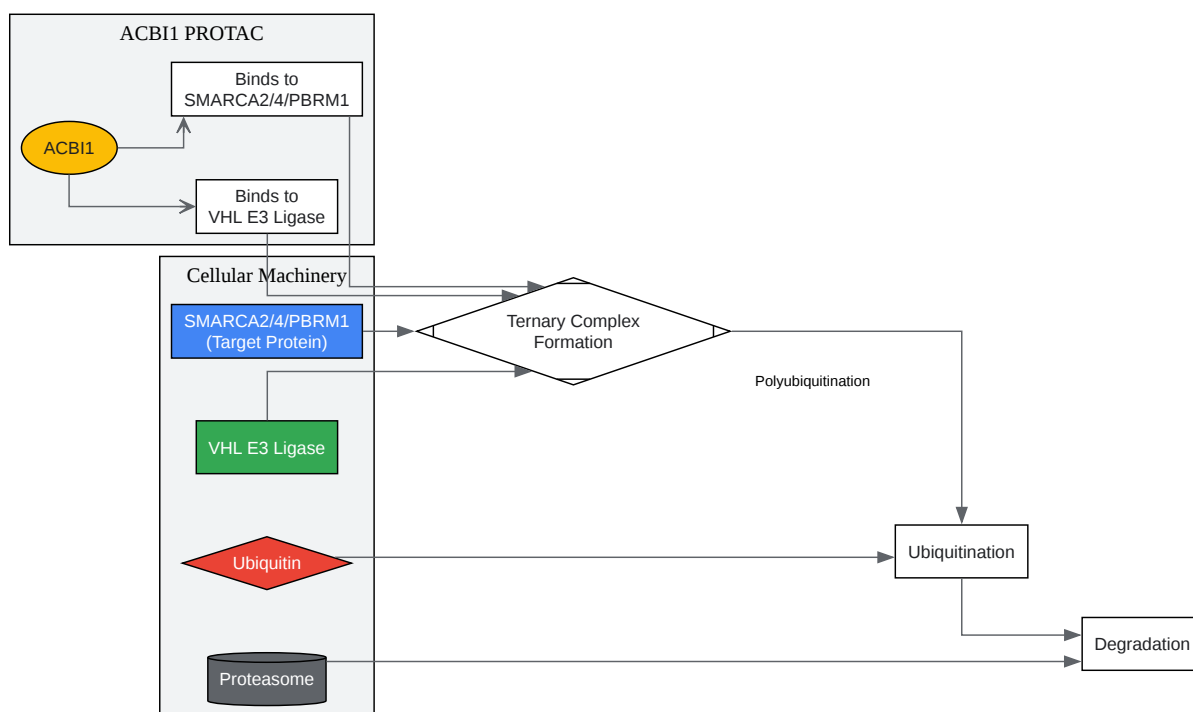 ACBI1 PROTAC
Binds to
SMARCA2/4/PBRM1
ACBI1
Binds to
VHL E3 Ligase
Cellular Machinery
SMARCA2/4/PBRM1
(Target Protein)
Ternary Complex
Formation
Polyubiquitination
VHL E3 Ligase
Ubiquitin
Ubiquitination
Degradation
Proteasome